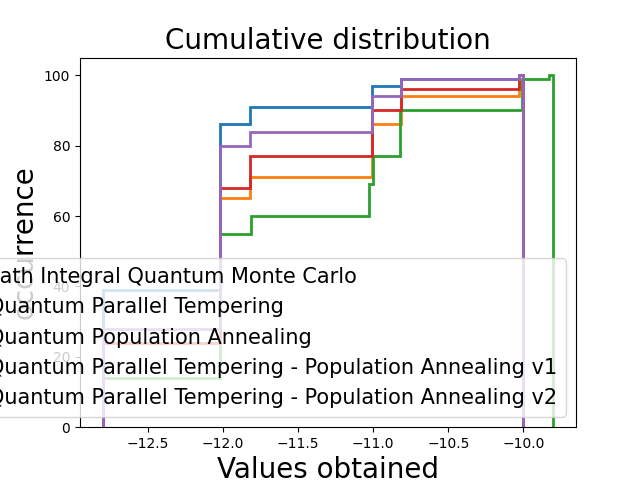 Cumulative distribution
100
80
60
40
20
0
occurrence
ath Integral Quantum Monte Carlo
Quantum Parallel Tempering
Quantum Population Annealing
Quantum Parallel Tempering - Population Annealing v1
Quantum Parallel Tempering - Population Annealing v2
−12.5 −12.0 −11.5 −11.0 −10.5 −10.0
Values obtained